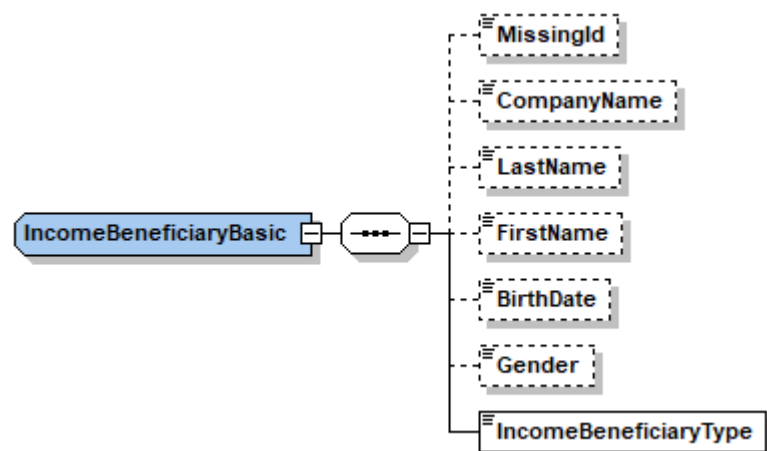 MissingId
CompanyName
LastName
IncomeBeneficiaryBasic
FirstName
BirthDate
Gender
IncomeBeneficiaryType